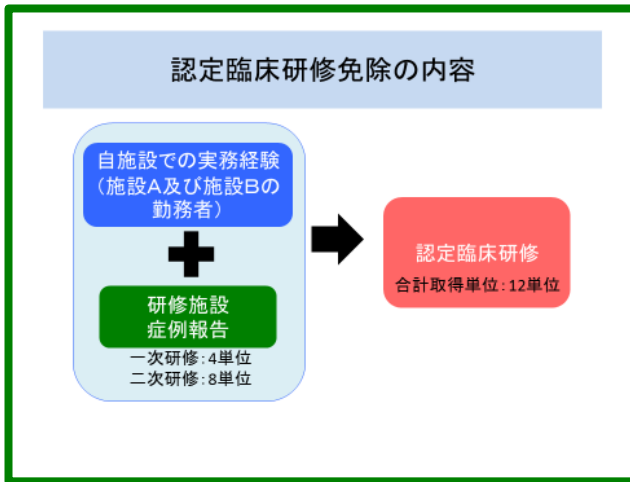 認定臨床研修免除の内容
自施設での実務経験
（施設A及び施設Bの
勤務者）
研修施設
症例報告
一次研修：4単位
二次研修：8単位
認定臨床研修
合計取得単位：12単位